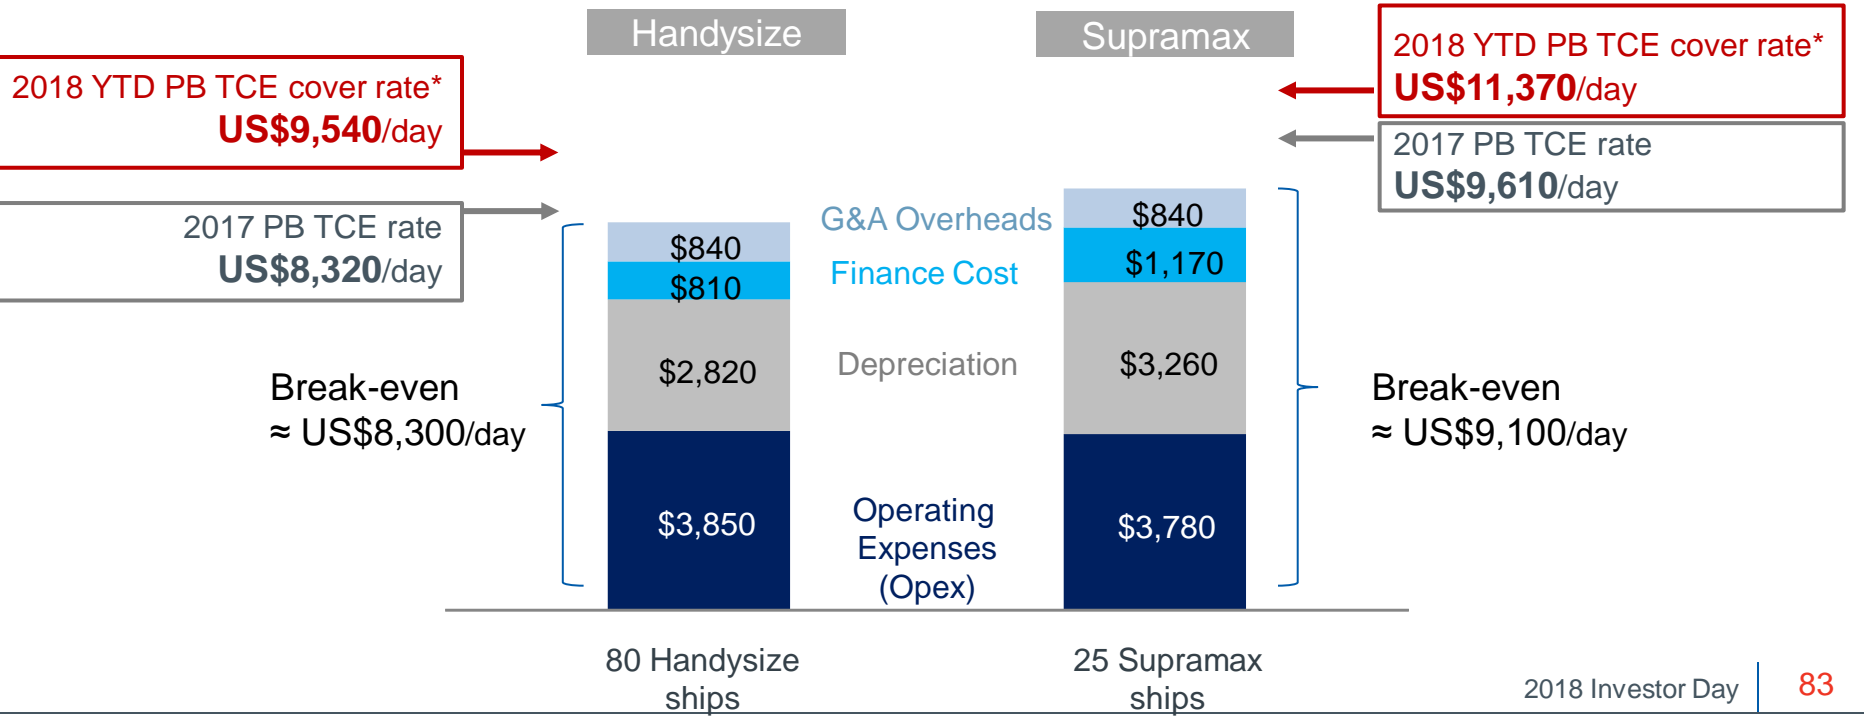 Handysize
Supramax
2018 YTD PB TCE cover rate*
US$9,540/day
2017 PB TCE rate
US$8,320/day
2018 YTD PB TCE cover rate*
US$11,370/day
2017 PB TCE rate
US$9,610/day
$840
$810
$2,820
$3,850
G&A Overheads
Finance Cost
Depreciation
Operating
Expenses
(Opex)
$840
$1,170
$3,260
$3,780
Break-even
≈ US$8,300/day
Break-even
≈ US$9,100/day
80 Handysize
ships
25 Supramax
ships
2018 Investor Day
83